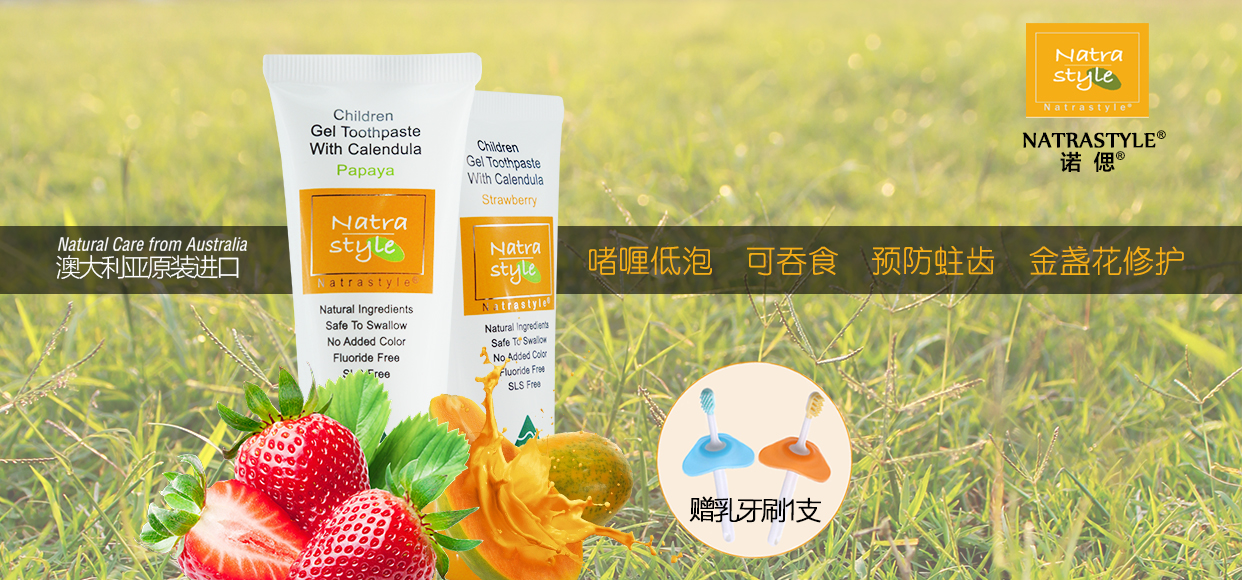 Children
Gel Toothpaste
With Calendula
Papaya
Natra
style
Natrastyle
Natural Ingredients
Safe To Swallow
No Added Color
Fluoride Free
SLS Free
Children
Gel Toothpaste
With Calendula
Strawberry
Natra
style
Natrastyle®
Natural Ingredients
Safe To Swallow
No Added Color
Fluoride Free
SLS Free
Natra
style
Natrastyle®
NATRASTYLE®
诺偲®
Natural Care from Australia
澳大利亚原装进口
啫喱低泡 可吞食 预防蛀齿 金盏花修护
赠乳牙刷1支